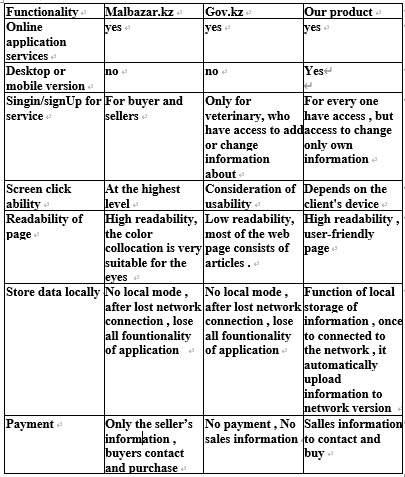 Functionality Malbazar.kz Gov.kz Our product
Online application services yes yes yes
Desktop or mobile version no no Yes
Singin/signUp for service For buyer and sellers Only for veterinary, who have access to add or change information about For every one have access , but access to change only own information
Screen click ability At the highest level Consideration of usability Depends on the client's device
Readability of page High readability, the color collocation is very suitable for the eyes Low readability, most of the web page consists of articles . High readability , user-friendly page
Store data locally No local mode , after lost network connection , lose all fountionality of application No local mode , after lost network connection , lose all fountionality of application Function of local storage of information , once to connected to the network , it automatically upload information to network version
Payment Only the seller's information , buyers contact and purchase No payment , No sales information Salles information to contact and buy